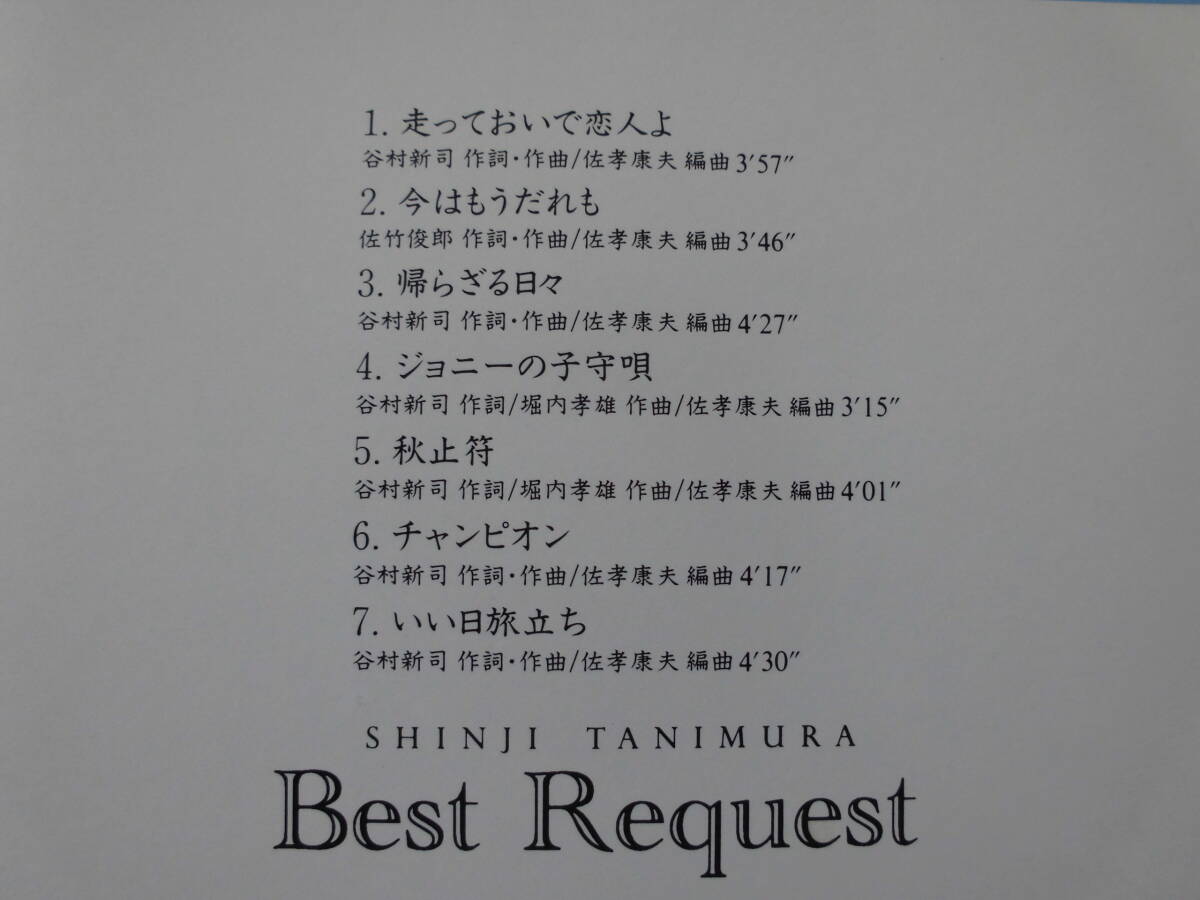 1. 走っておいで恋人よ
谷村新司 作詞・作曲/佐孝康夫 編曲 3′57″
2. 今はもうだれも
佐竹俊郎 作詞・作曲/佐孝康夫 編曲 3′46″
3. 帰らざる日々
谷村新司 作詞・作曲/佐孝康夫 編曲 4′27″
4. ジョニーの子守唄
谷村新司 作詞/堀内孝雄 作曲/佐孝康夫 編曲 3′15″
5. 秋止符
谷村新司 作詞/堀内孝雄 作曲/佐孝康夫 編曲 4′01″
6. チャンピオン
谷村新司 作詞・作曲/佐孝康夫 編曲 4′17″
7. いい日旅立ち
谷村新司 作詞・作曲/佐孝康夫 編曲 4′30″
SHINJI TANIMURA
Best Request